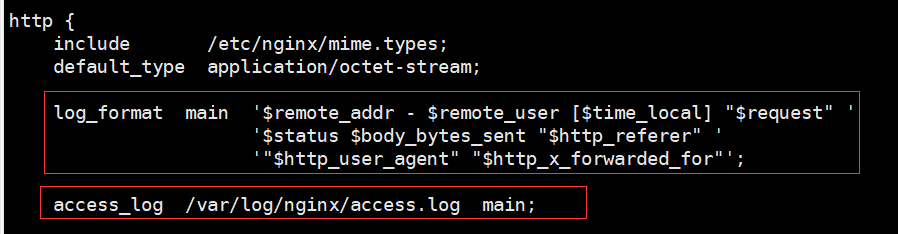 http {
    include       /etc/nginx/mime.types;
    default_type  application/octet-stream;
    log_format  main  '$remote_addr - $remote_user [$time_local] "$request" '
                      '$status $body_bytes_sent "$http_referer" '
                      '"$http_user_agent" "$http_x_forwarded_for"';
    access_log  /var/log/nginx/access.log  main;